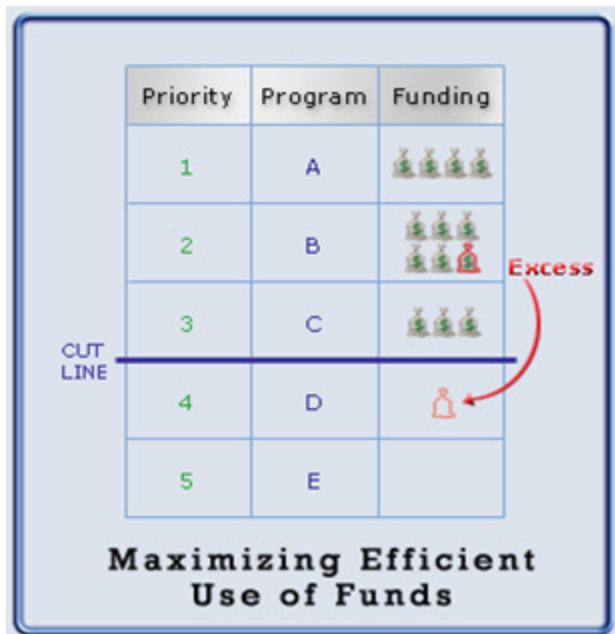 Priority Program Funding
1 A $ $ $ $
2 B $ $ $
$ $ $
Excess
3 C $ $ $
CUT
LINE
4 D
5 E
Maximizing Efficient
Use of Funds